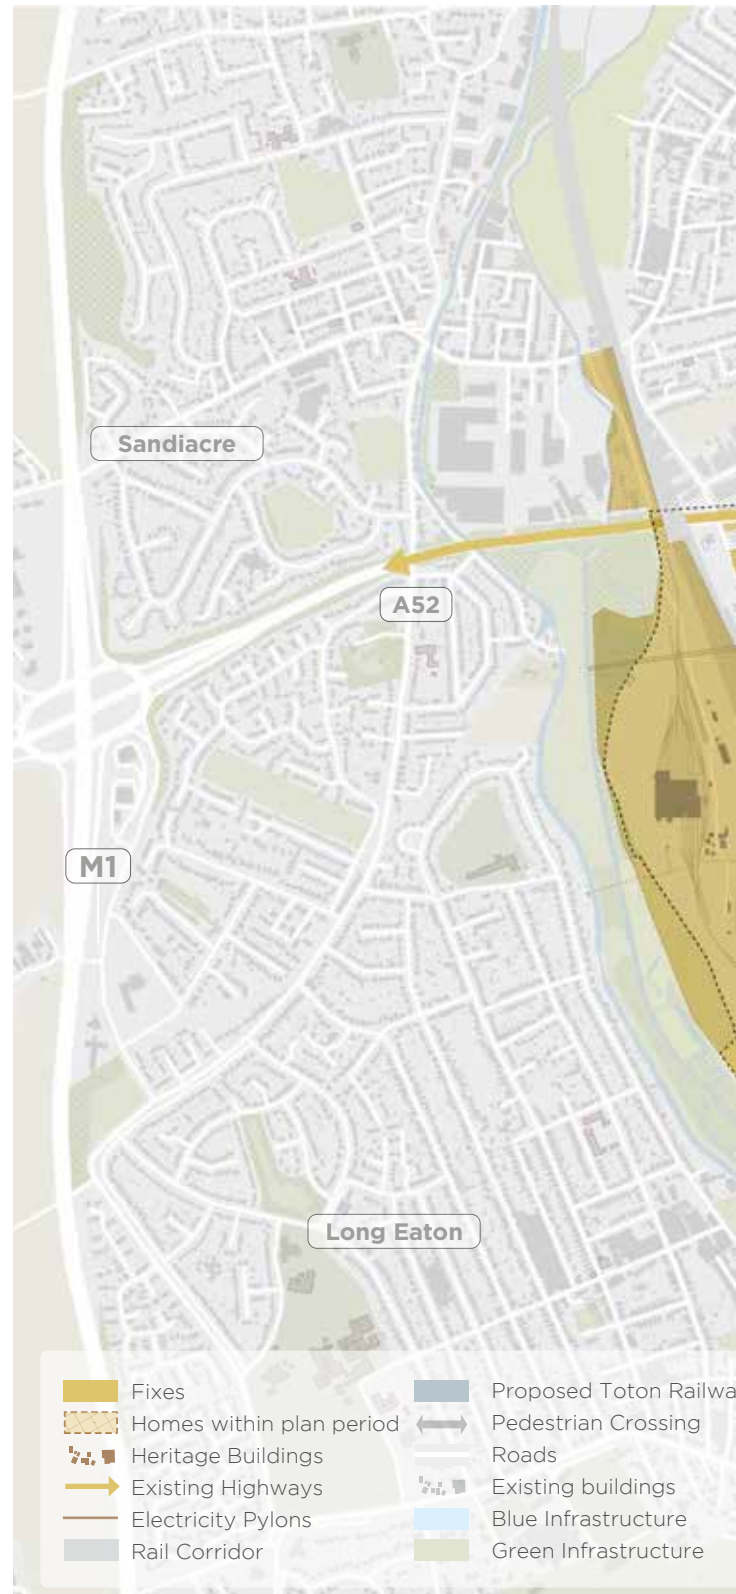 Sandiacre
A52
M1
Long Eaton
Fixes
Homes within plan period
Heritage Buildings
Existing Highways
Electricity Pylons
Rail Corridor
Proposed Toton Railwa
Pedestrian Crossing
Roads
Existing buildings
Blue Infrastructure
Green Infrastructure